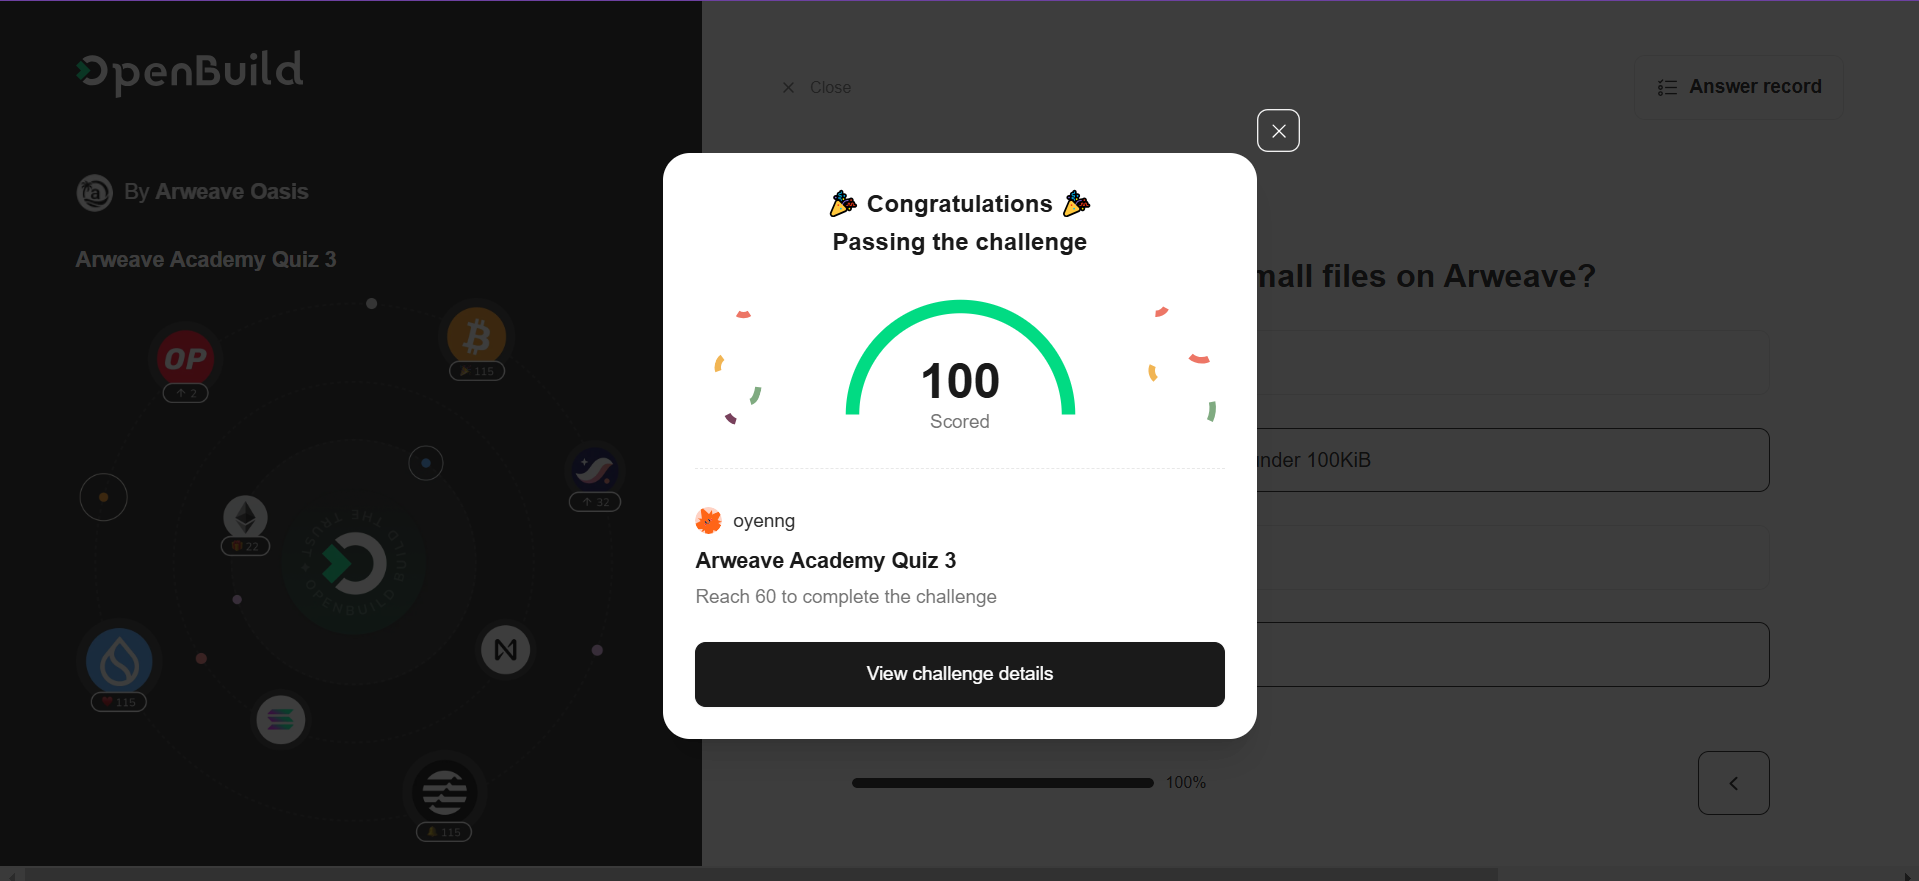 OpenBuild
By Arweave Oasis
Arweave Academy Quiz 3
OP
2
115
32
22
BUILD THE TRUST + OPENBUILD
115
115
Close
Answer record
Congratulations
Passing the challenge
100
Scored
oyenng
Arweave Academy Quiz 3
Reach 60 to complete the challenge
View challenge details
mall files on Arweave?
nder 100KiB
100%